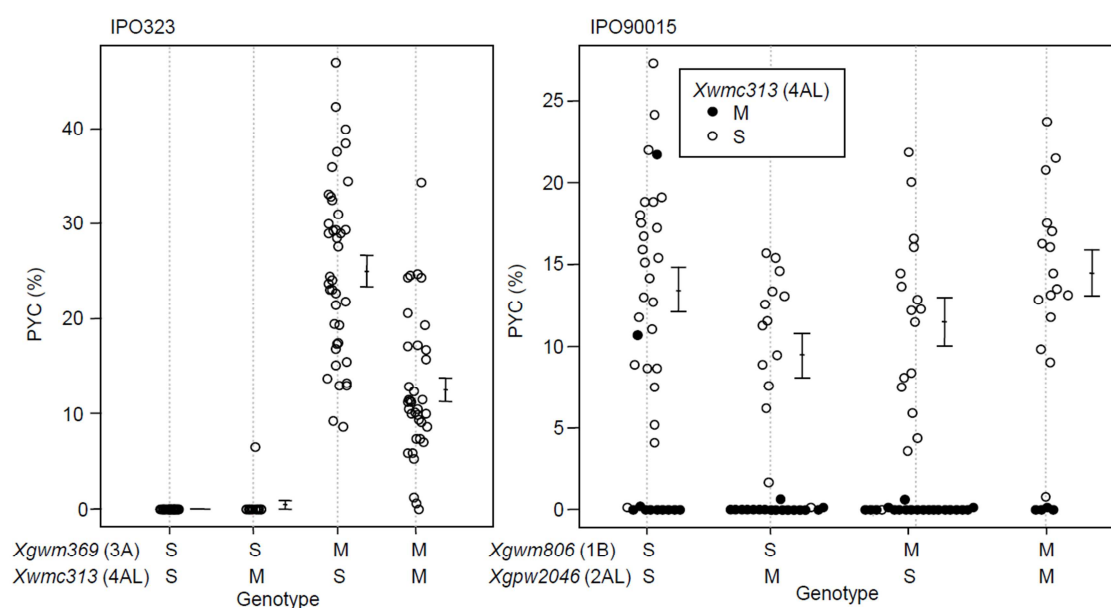 IPO323
IPO90015
PYC (%)
40
30
20
10
0
Xgwm369 (3A) S S M M
Xwmc313 (4AL) S M S M
Genotype
PYC (%)
25
20
15
10
5
0
Xwmc313 (4AL)
M
S
Xgwm806 (1B) S S M M
Xgpw2046 (2AL) S M S M
Genotype